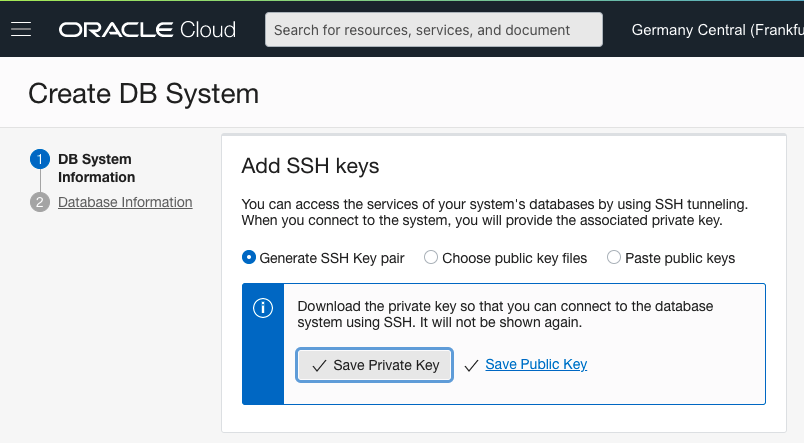 ORACLE Cloud
Search for resources, services, and document
Germany Central (Frankfu
Create DB System
1 DB System
Information
2 Database Information
Add SSH keys
You can access the services of your system's databases by using SSH tunneling.
When you connect to the system, you will provide the associated private key.
Generate SSH Key pair Choose public key files Paste public keys
Download the private key so that you can connect to the database
system using SSH. It will not be shown again.
Save Private Key Save Public Key